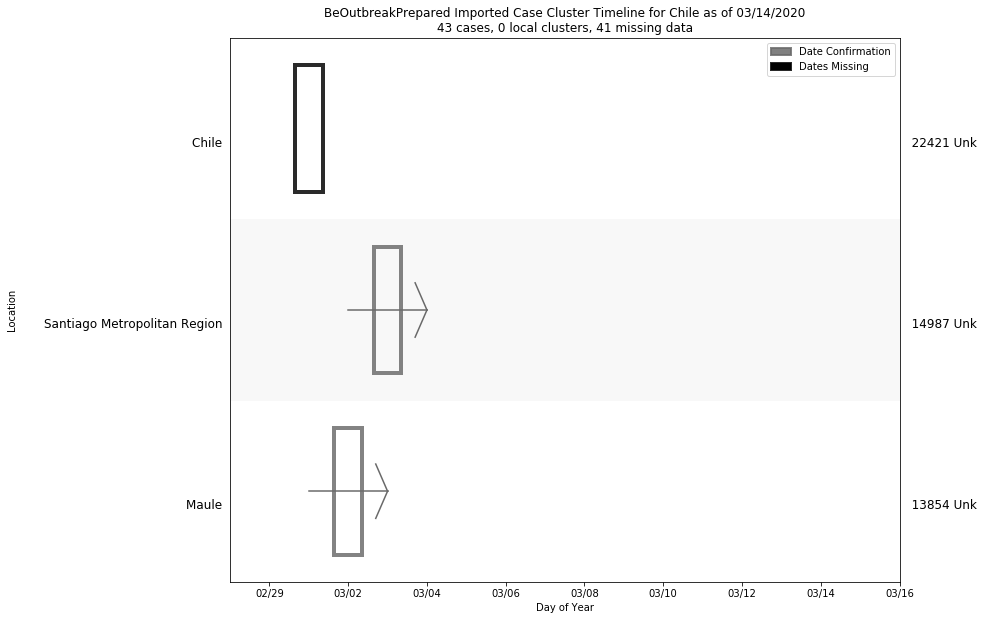 BeOutbreakPrepared Imported Case Cluster Timeline for Chile as of 03/14/2020
43 cases, 0 local clusters, 41 missing data
Date Confirmation
Dates Missing
Chile
22421 Unk
Location
Santiago Metropolitan Region
14987 Unk
Maule
13854 Unk
02/29 03/02 03/04 03/06 03/08 03/10 03/12 03/14 03/16
Day of Year